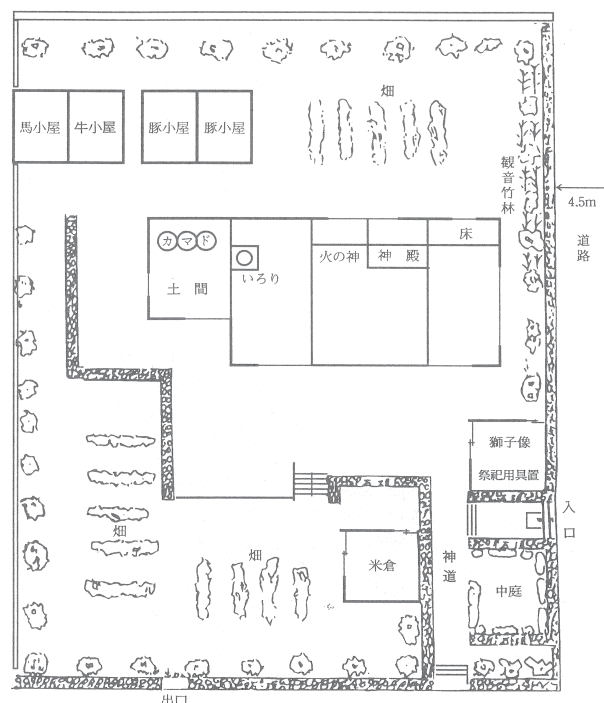 畑
馬小屋
牛小屋
豚小屋
豚小屋
観音竹林
4.5m
道路
カマド
土間
いろり
火の神
神殿
床
獅子像
祭祀用具置
入口
畑
畑
米倉
神道
中庭
出口